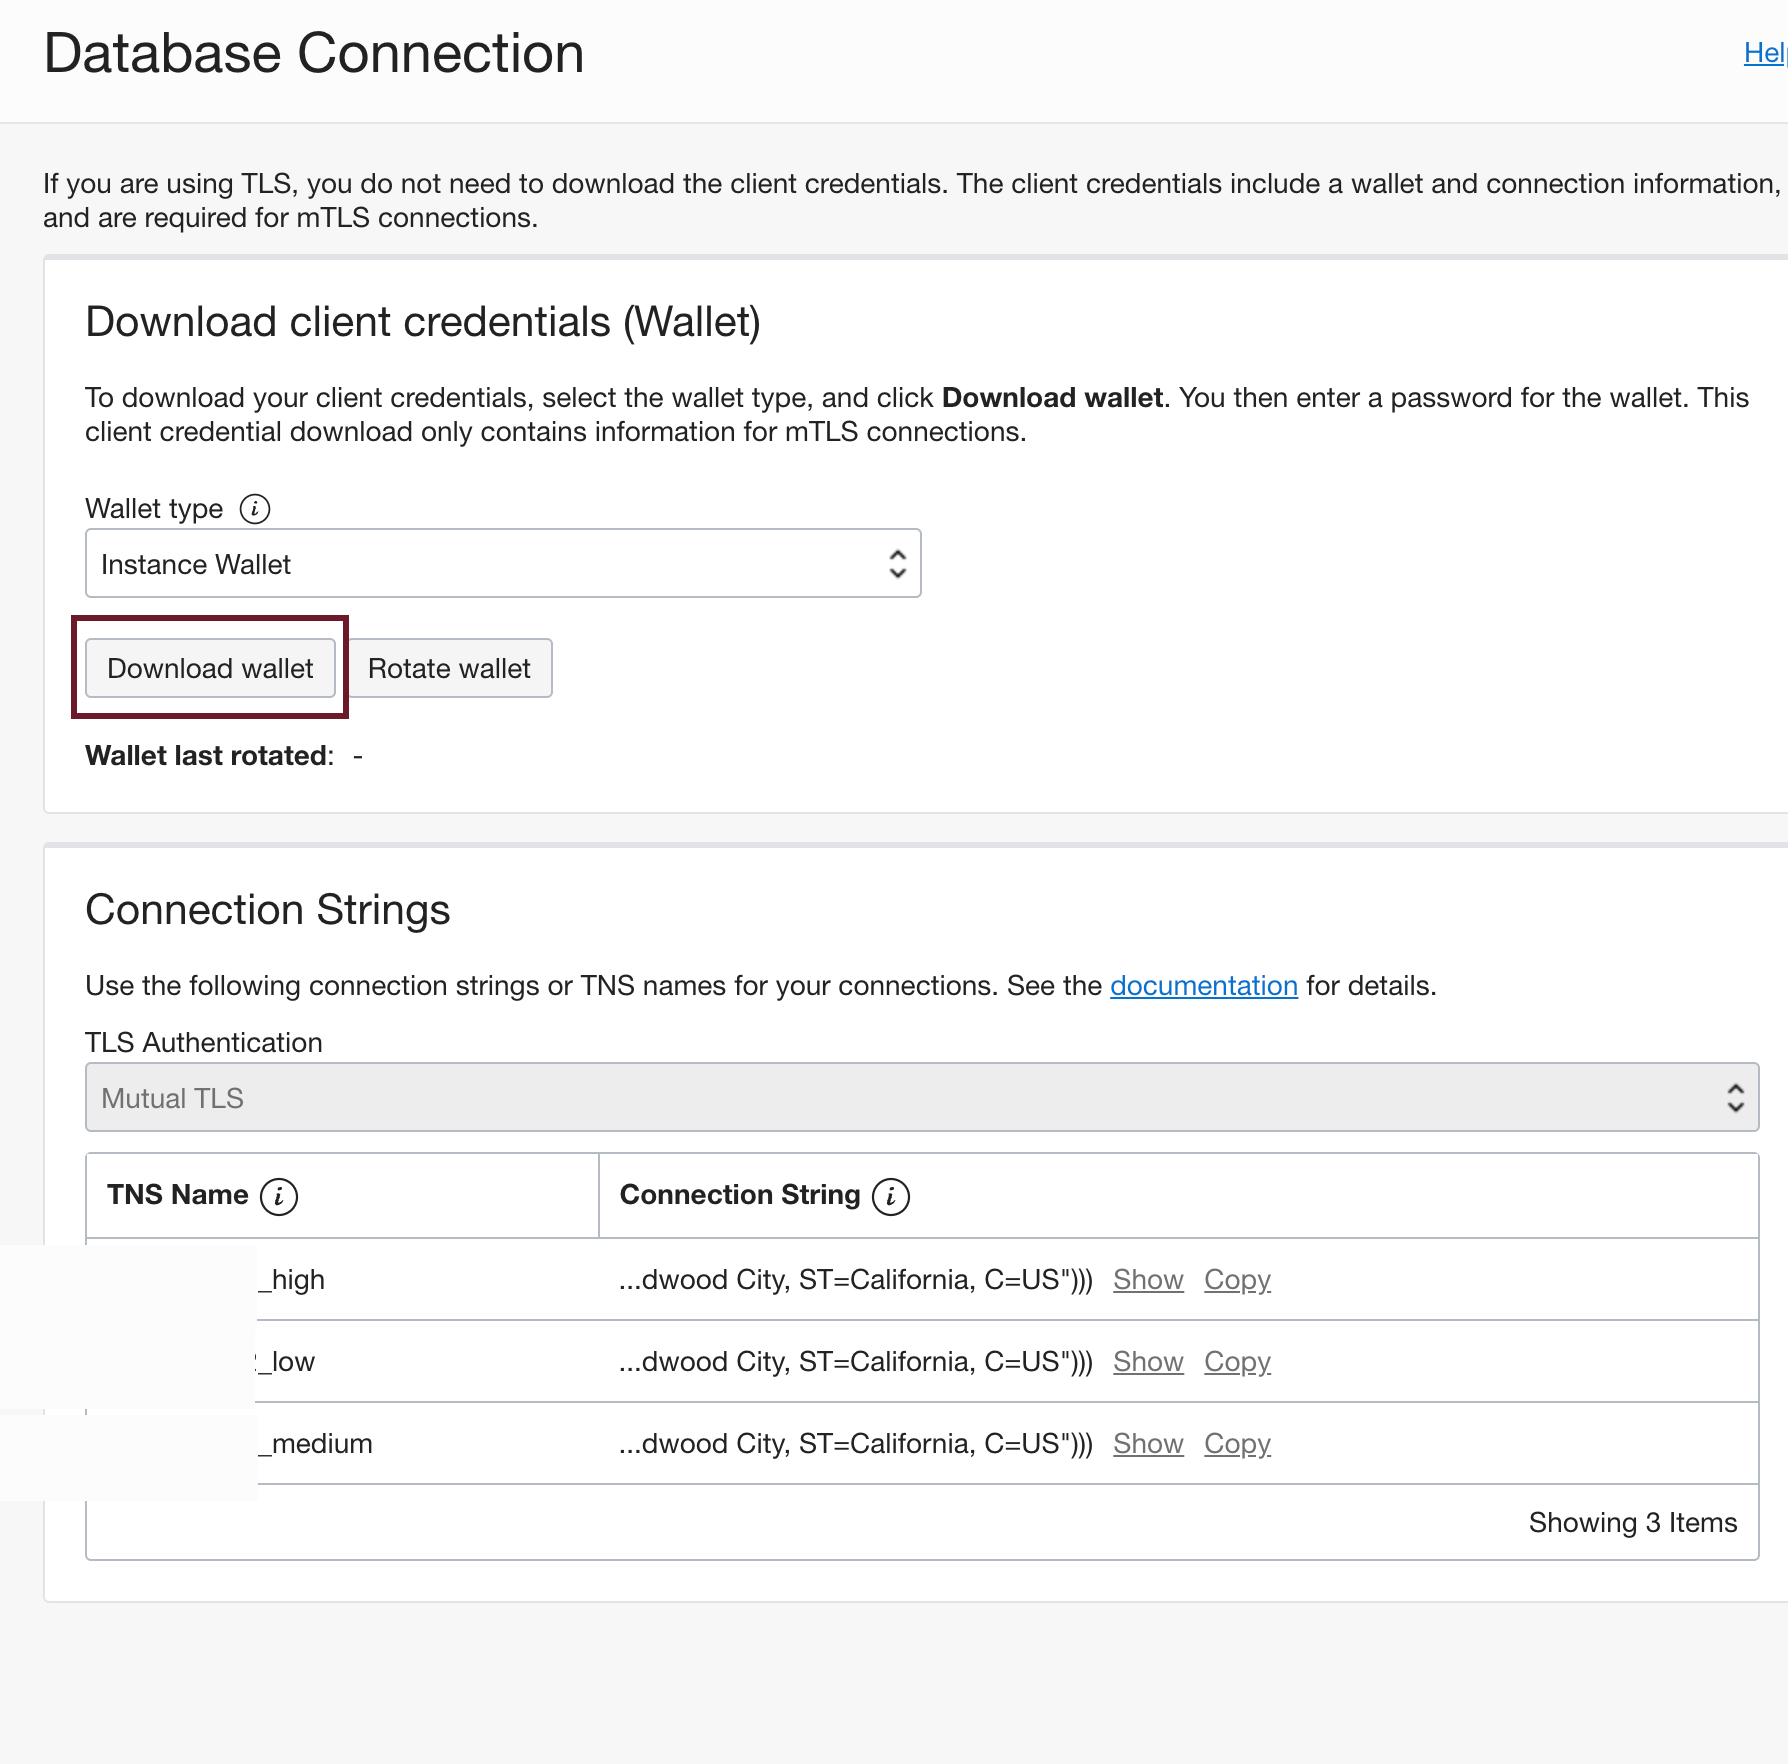 Database Connection
Help
If you are using TLS, you do not need to download the client credentials. The client credentials include a wallet and connection information,
and are required for mTLS connections.
Download client credentials (Wallet)
To download your client credentials, select the wallet type, and click Download wallet. You then enter a password for the wallet. This
client credential download only contains information for mTLS connections.
Wallet type
Instance Wallet
Download wallet Rotate wallet
Wallet last rotated: -
Connection Strings
Use the following connection strings or TNS names for your connections. See the documentation for details.
TLS Authentication
Mutual TLS
TNS Name Connection String
_high ...dwood City, ST=California, C=US"))) Show Copy
_low ...dwood City, ST=California, C=US"))) Show Copy
_medium ...dwood City, ST=California, C=US"))) Show Copy
Showing 3 Items